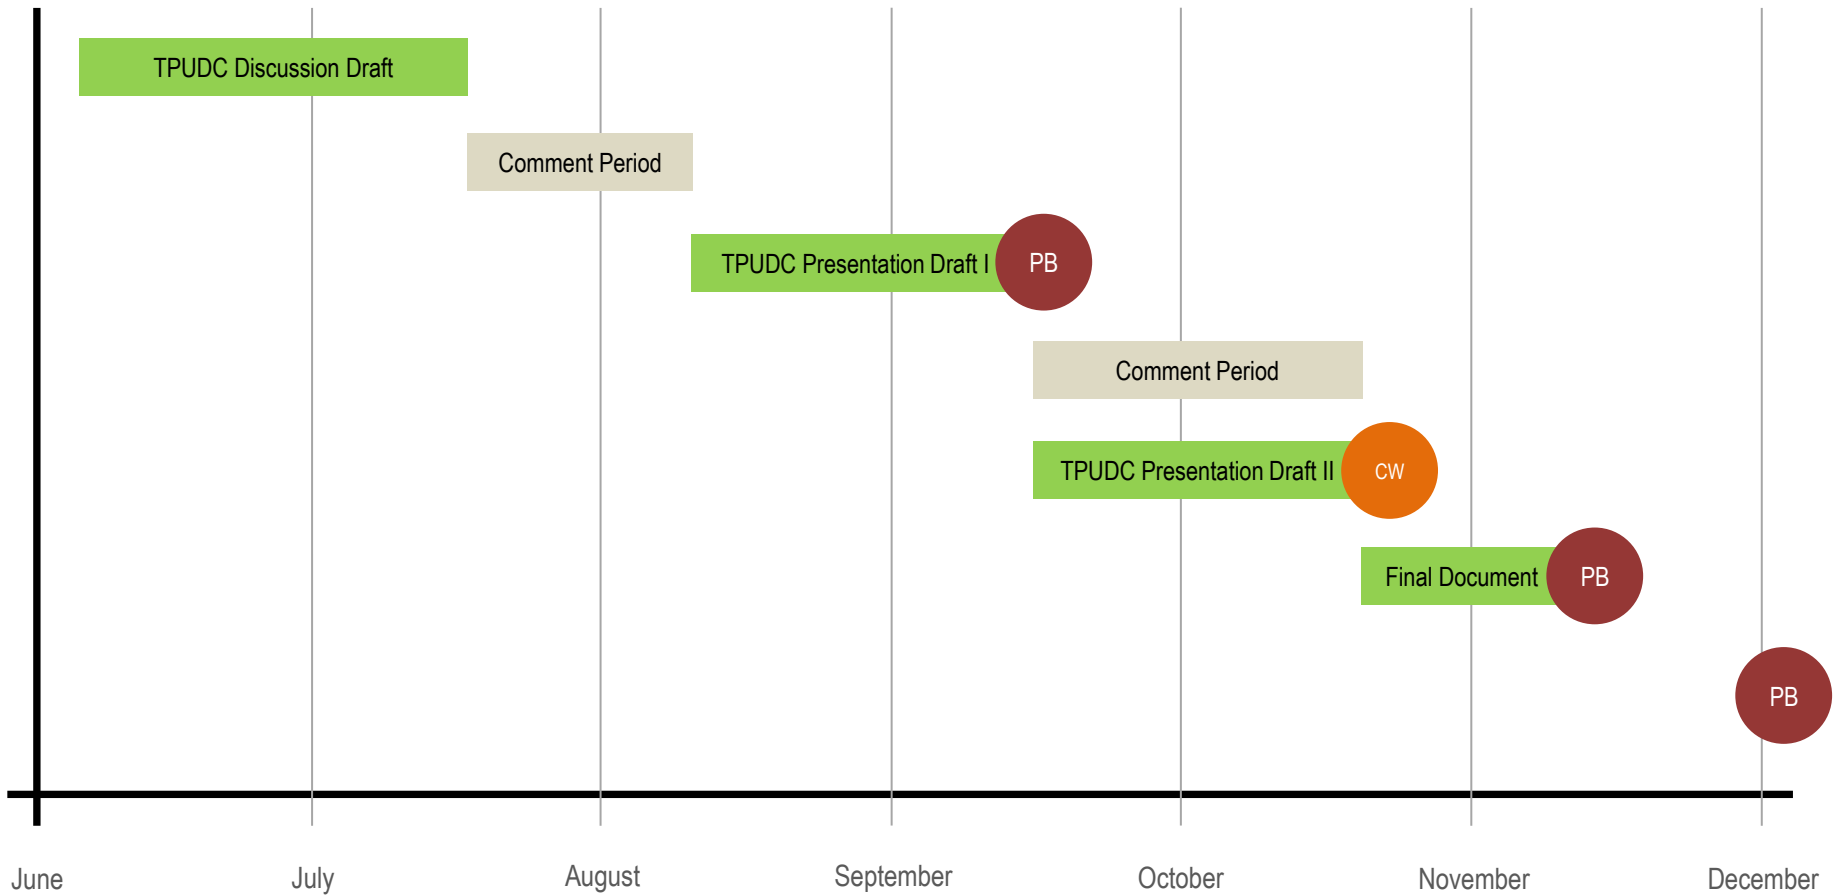 TPUDC Discussion Draft
Comment Period
TPUDC Presentation Draft I
PB
Comment Period
TPUDC Presentation Draft II
CW
Final Document
PB
PB
June
July
August
September
October
November
December